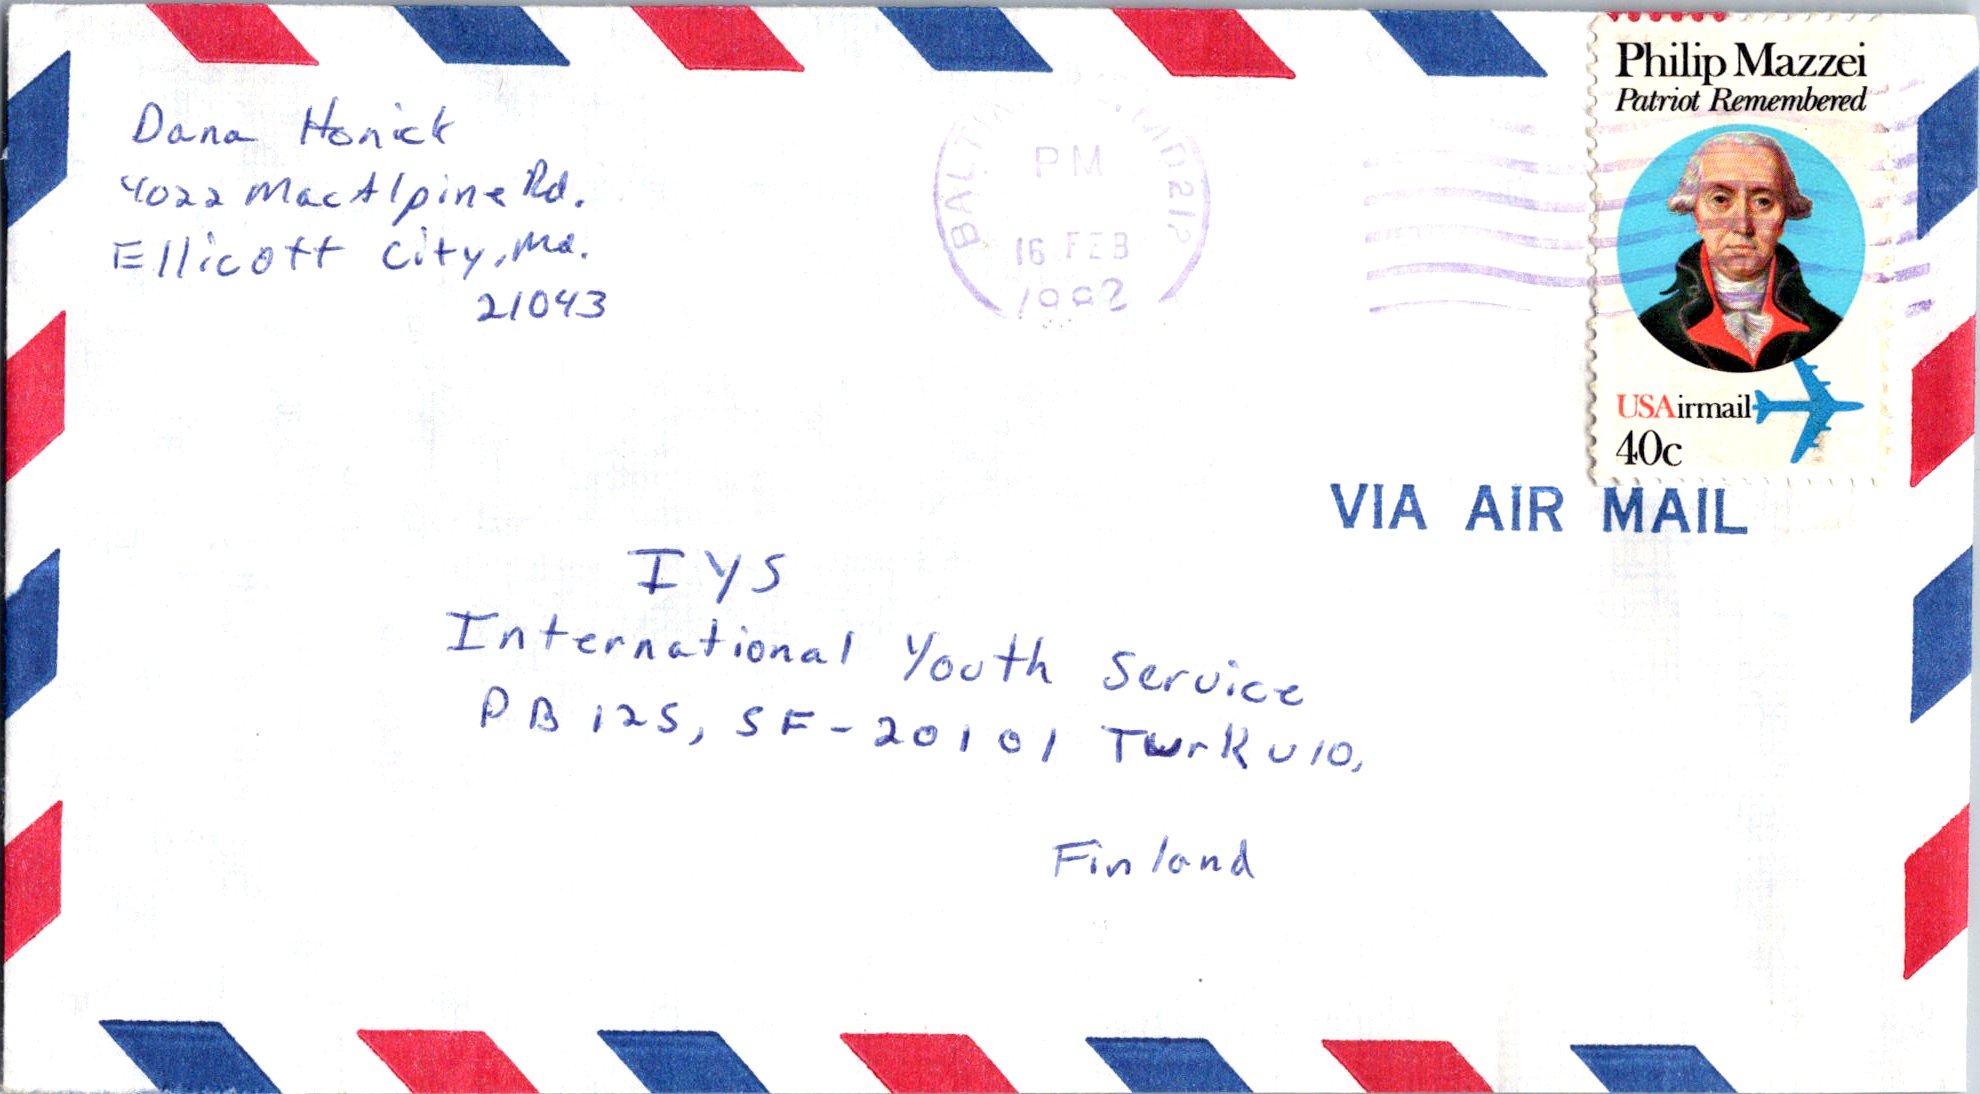 Dana Honick
4022 MacAlpine Rd.
Ellicott City, Md.
21043
PM
16 FEB
Philip Mazzei
Patriot Remembered
USAirmail
40c
VIA AIR MAIL
IYS
International Youth Service
PB 125, SF-20101 Turku 10,
Finland